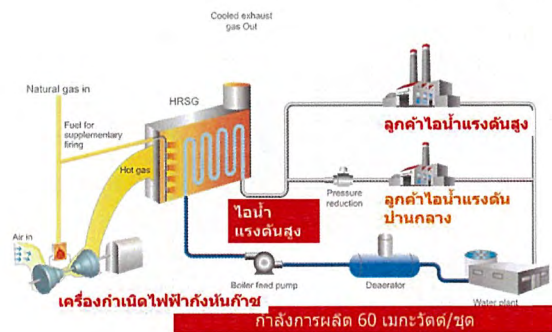 Cooled exhaust
gas Out
Natural gas in
HRSG
Fuel for
supplementary
firing
Hot gas
ลูกค้าไอน้ำแรงดันสูง
Pressure
reduction
ลูกค้าไอน้ำแรงดัน
ปานกลาง
ไอน้ำ
แรงดันสูง
Air in
Boiler feed pump
Deaerator
Water plant
เครื่องกำเนิดไฟฟ้ากังหันก๊าซ
กำลังการผลิต 60 เมกะวัตต์/ชุด